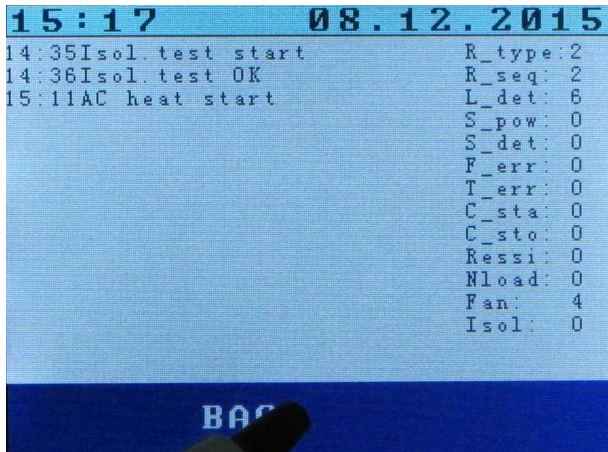 15:17 08.12.2015
14:35Isol.test start
14:36Isol.test OK
15:11AC heat start
R_type:2
R_seq: 2
L_det: 6
S_pow: 0
S_det: 0
F_err: 0
T_err: 0
C_sta: 0
C_sto: 0
Ressi: 0
Nload: 0
Fan: 4
Isol: 0